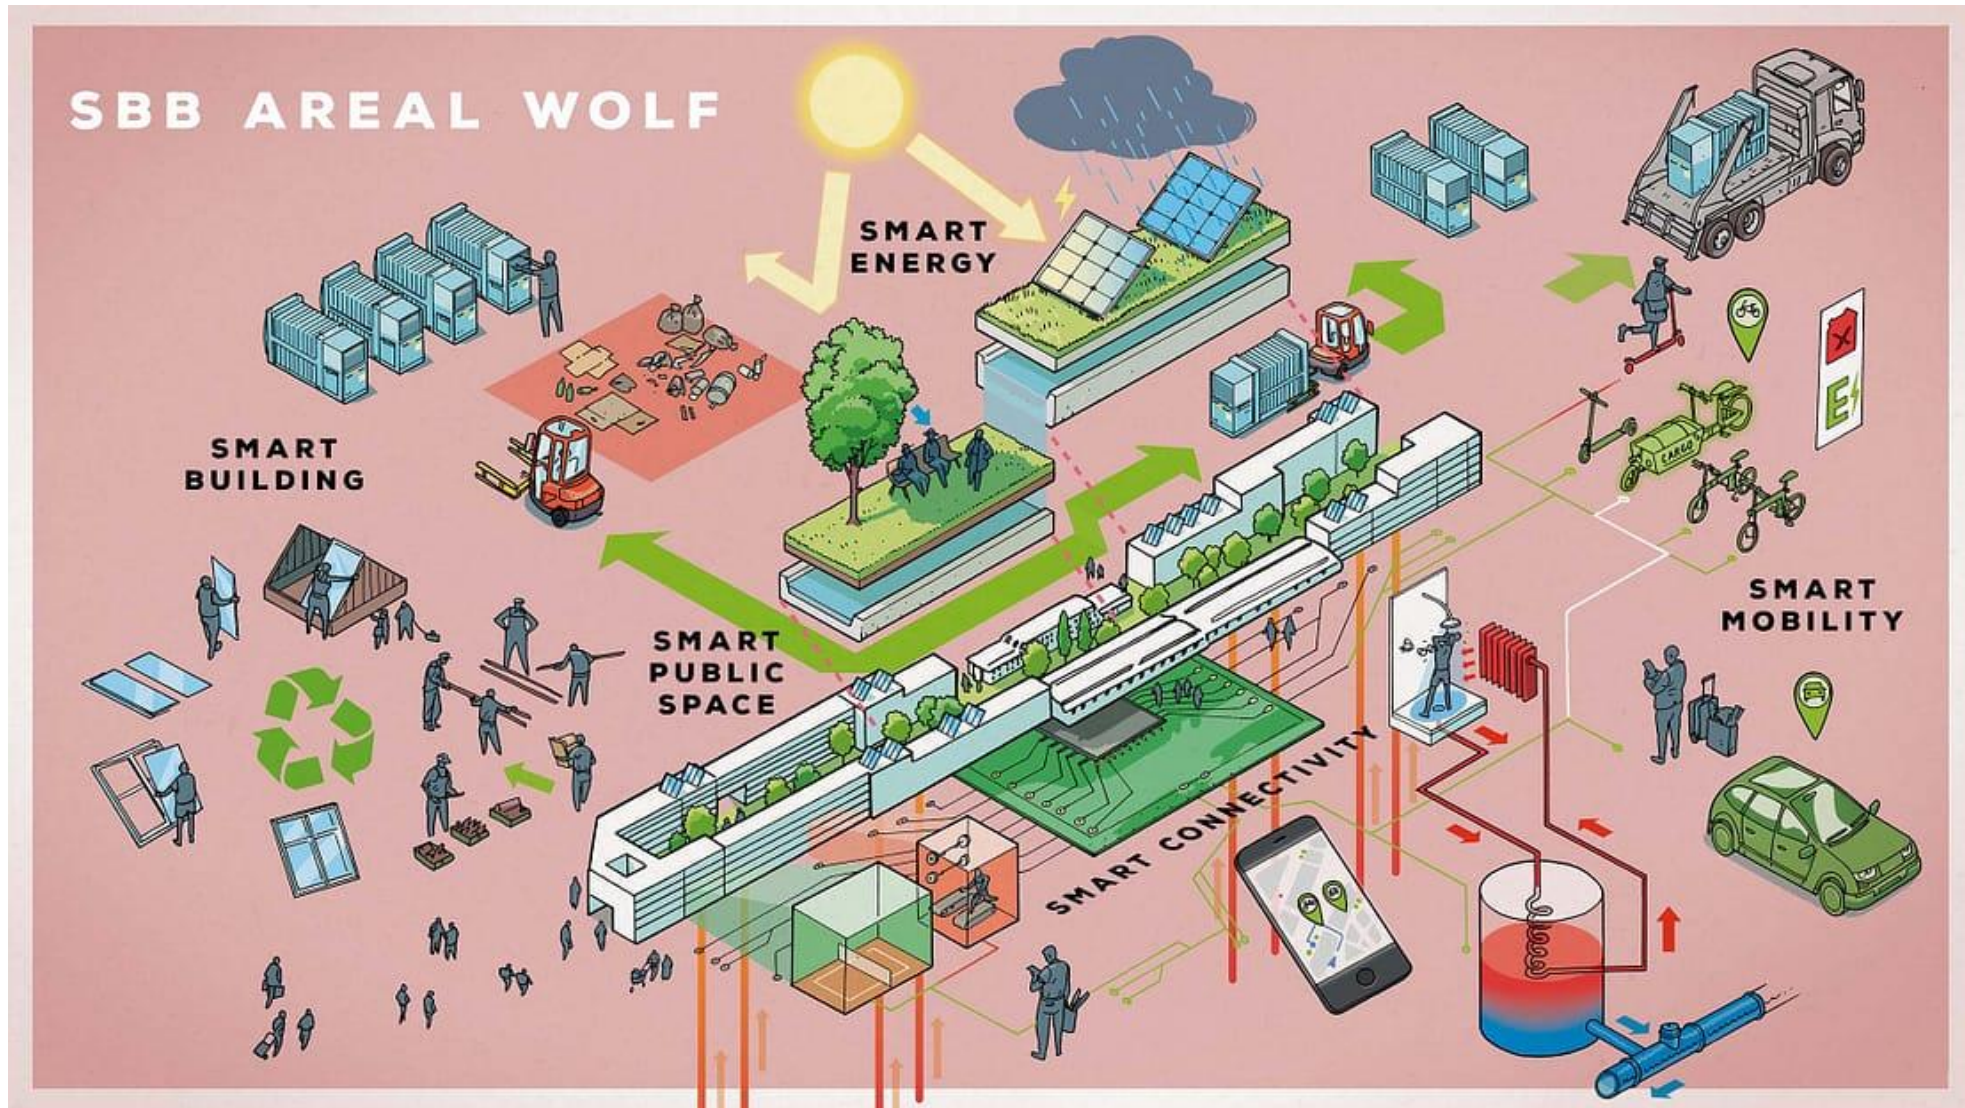 SBB AREAL WOLF
SMART
ENERGY
SMART
BUILDING
CARGO
E
SMART
MOBILITY
SMART
PUBLIC
SPACE
SMART CONNECTIVITY